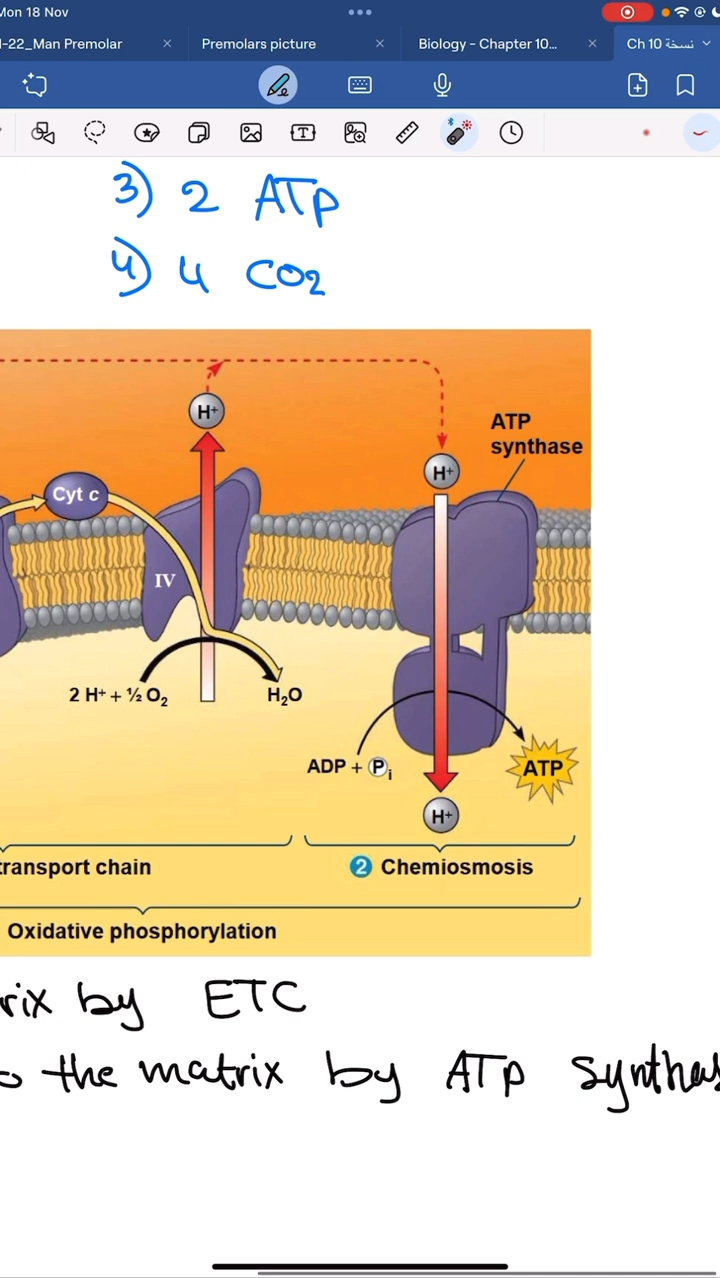 Mon 18 Nov
-22_Man Premolar
Premolars picture
Biology - Chapter 10...
Ch 10 نسخة
3) 2 ATP
4) 4 CO2
H+
ATP
synthase
H+
Cyt c
IV
2 H+ + ½ O2
H2O
ADP + Pi
ATP
H+
transport chain
2 Chemiosmosis
Oxidative phosphorylation
rix by ETC
o the matrix by ATP Synthas